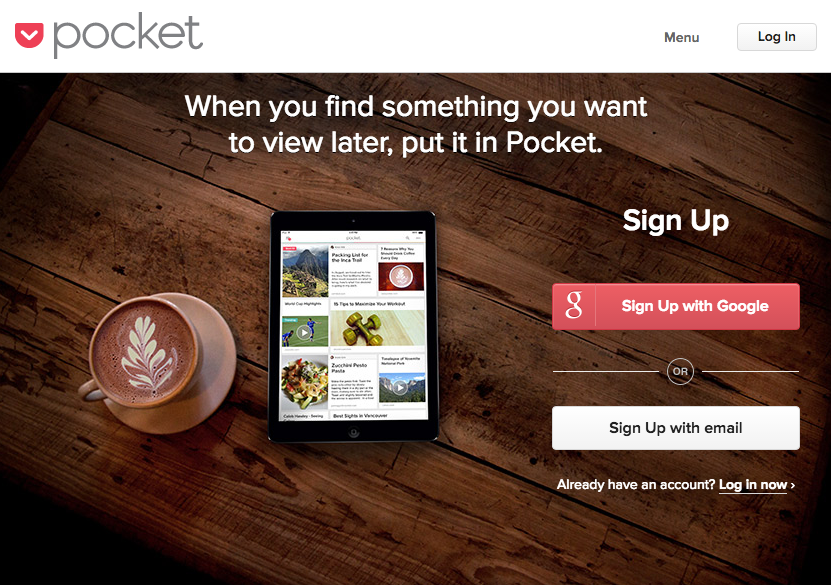 pocket
Menu
Log In
When you find something you want
to view later, put it in Pocket.
Sign Up
g
Sign Up with Google
OR
Sign Up with email
Already have an account? Log In now ›
pocket
Packing List for
the Inca Trail
7 Reasons Why You
Should Drink Coffee
Every Day
World Cup Highlights
15 Tips to Maximize Your Workout
Zucchini Pesto
Pasta
Timelapse of Yosemite
National Park
Best Sights in Vancouver